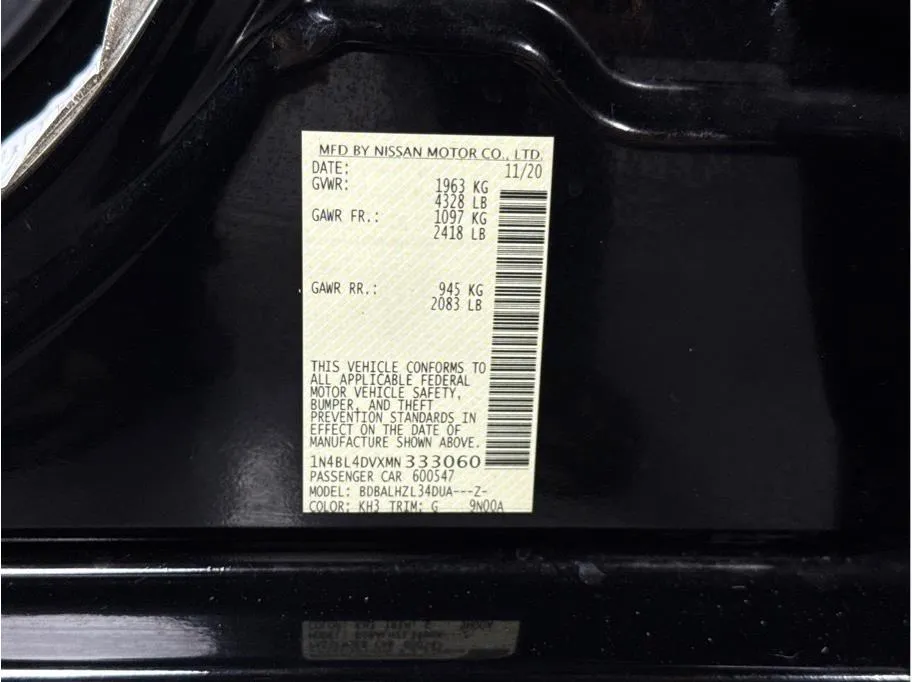 MFD BY NISSAN MOTOR CO., LTD.
DATE: 11/20
GVWR: 1963 KG
4328 LB
GAWR FR.: 1097 KG
2418 LB
GAWR RR.: 945 KG
2083 LB
THIS VEHICLE CONFORMS TO
ALL APPLICABLE FEDERAL
MOTOR VEHICLE SAFETY,
BUMPER, AND THEFT
PREVENTION STANDARDS IN
EFFECT ON THE DATE OF
MANUFACTURE SHOWN ABOVE.
1N4BL4DVXMN 333060
PASSENGER CAR 600547
MODEL: BDBALHZL34DUA---Z-
COLOR: KH3 TRIM: G 9N00A